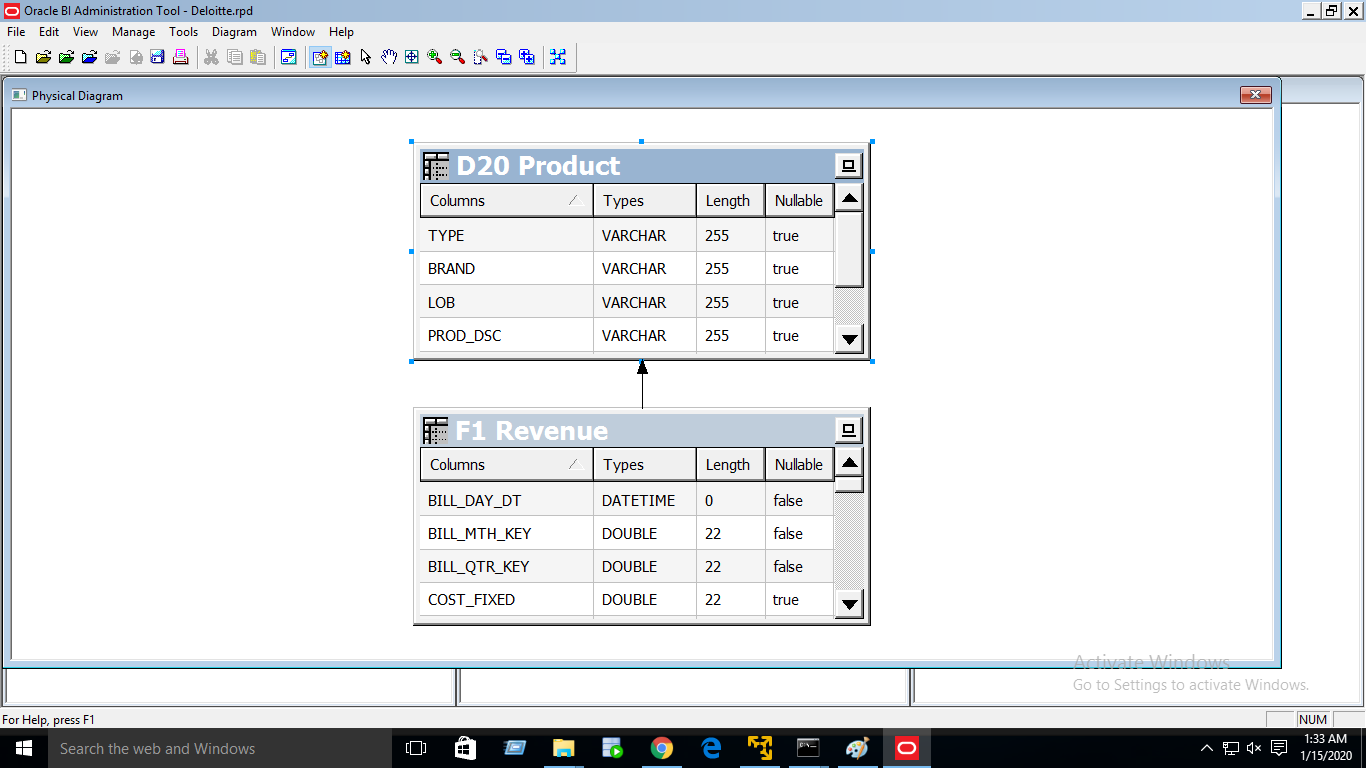 Oracle BI Administration Tool - Deloitte.rpd
File Edit View Manage Tools Diagram Window Help
Physical Diagram
D20 Product
Columns Types Length Nullable
TYPE VARCHAR 255 true
BRAND VARCHAR 255 true
LOB VARCHAR 255 true
PROD_DSC VARCHAR 255 true
F1 Revenue
Columns Types Length Nullable
BILL_DAY_DT DATETIME 0 false
BILL_MTH_KEY DOUBLE 22 false
BILL_QTR_KEY DOUBLE 22 false
COST_FIXED DOUBLE 22 true
Activate Windows
Go to Settings to activate Windows.
For Help, press F1
NUM
Search the web and Windows
1:33 AM
1/15/2020